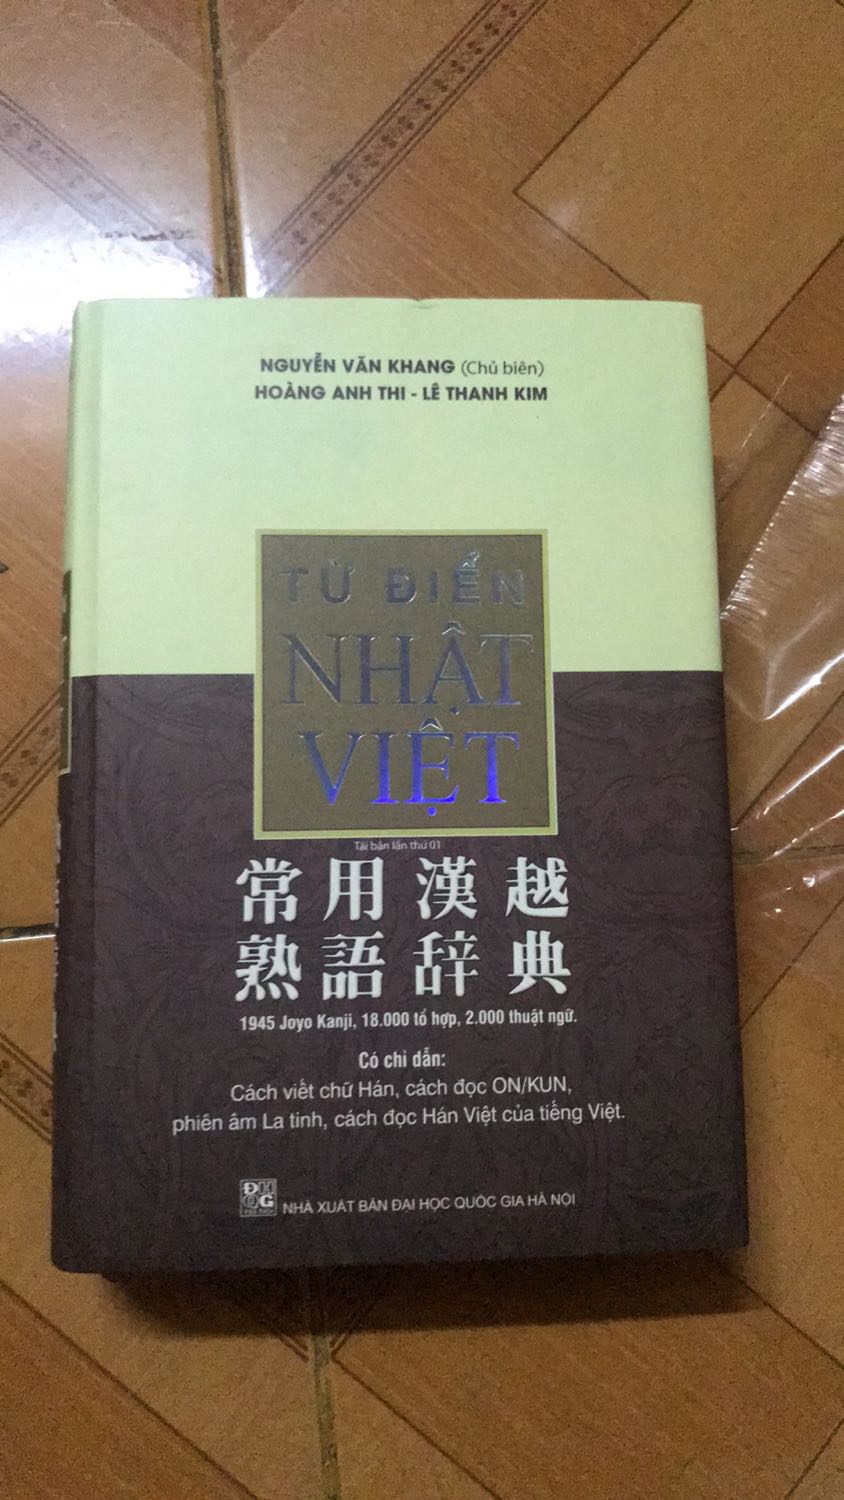 NGUYỄN VĂN KHANG (Chủ biên)
HOÀNG ANH THI - LÊ THANH KIM
TỪ ĐIỂN
NHẬT
VIỆT
Tái bản lần thứ 01
常用漢越
熟語辞典
1945 Joyo Kanji, 18.000 tổ hợp, 2.000 thuật ngữ.
Có chỉ dẫn:
Cách viết chữ Hán, cách đọc ON/KUN,
phiên âm La tinh, cách đọc Hán Việt của tiếng Việt.
NHÀ XUẤT BẢN ĐẠI HỌC QUỐC GIA HÀ NỘI